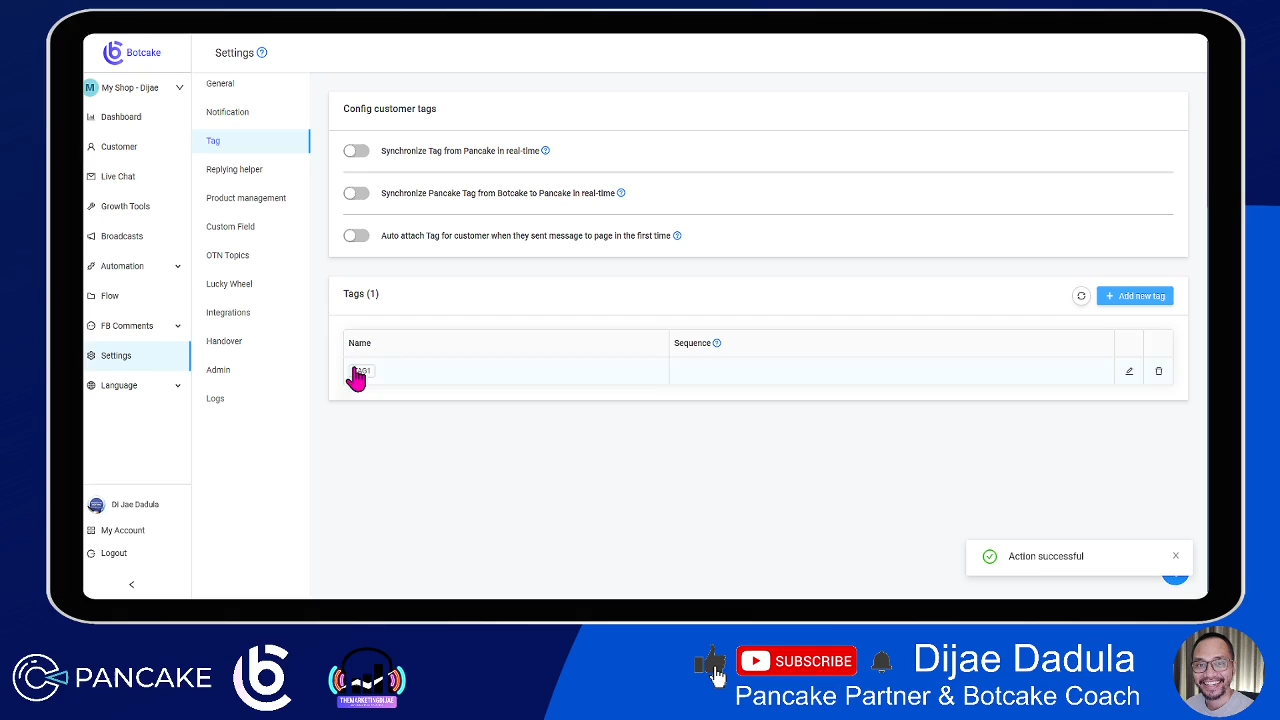 Botcake
Settings
My Shop - Dijae
Dashboard
Customer
Live Chat
Growth Tools
Broadcasts
Automation
Flow
FB Comments
Settings
Language
Di Jae Dadula
My Account
Logout
General
Notification
Tag
Replying helper
Product management
Custom Field
OTN Topics
Lucky Wheel
Integrations
Handover
Admin
Logs
Config customer tags
Synchronize Tag from Pancake in real-time
Synchronize Pancake Tag from Botcake to Pancake in real-time
Auto attach Tag for customer when they sent message to page in the first time
Tags (1)
+ Add new tag
Name
Sequence
Action successful
PANCAKE
THEMARKETINGDIJAE
SUBSCRIBE
Dijae Dadula
Pancake Partner & Botcake Coach